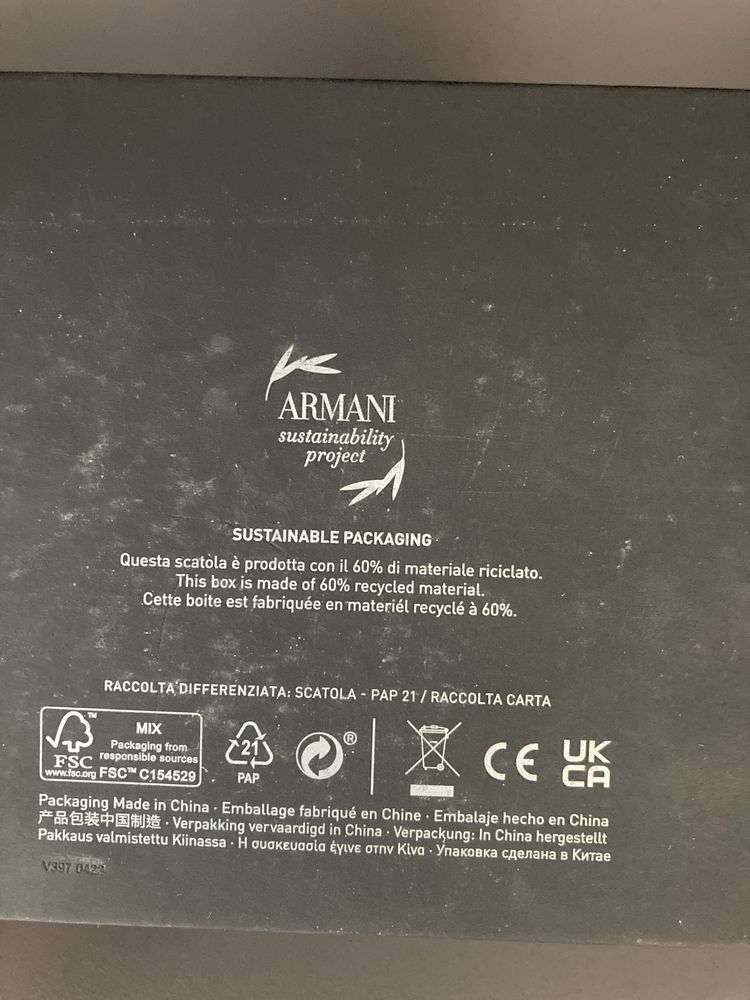 ARMANI
sustainability
project
SUSTAINABLE PACKAGING
Questa scatola è prodotta con il 60% di materiale riciclato.
This box is made of 60% recycled material.
Cette boite est fabriquée en materiél recyclé à 60%.
RACCOLTA DIFFERENZIATA: SCATOLA - PAP 21 / RACCOLTA CARTA
FSC
www.fsc.org
MIX
Packaging from
responsible sources
FSC™ C154529
21
PAP
®
CE
UK
CA
Packaging Made in China · Emballage fabriqué en Chine · Embalaje hecho en China
产品包装中国制造 · Verpakking vervaardigd in China · Verpackung: In China hergestellt
Pakkaus valmistettu Kiinassa · Η συσκευασία έγινε στην Κίνα · Упаковка сделана в Китае
V397